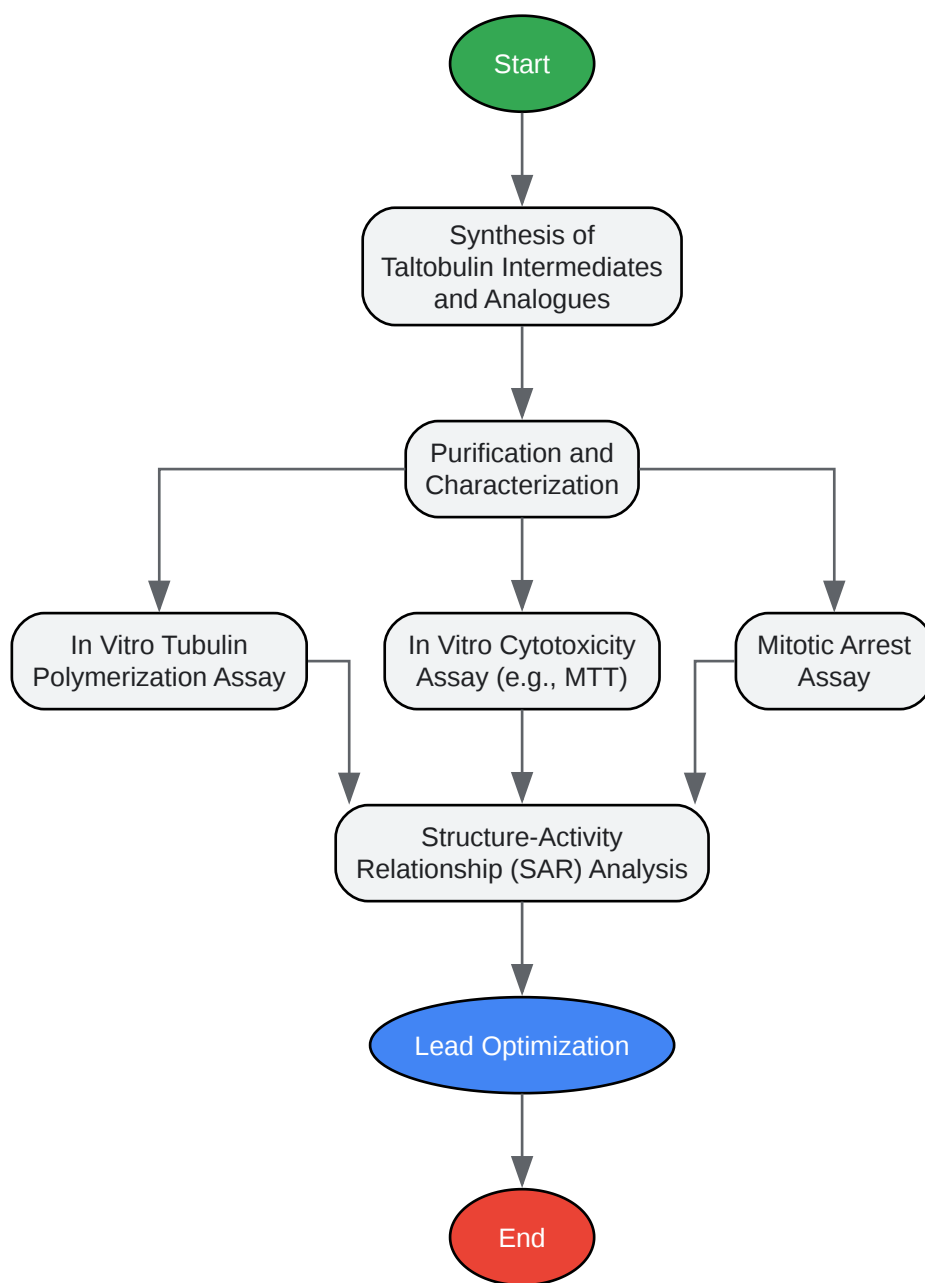 Start
Synthesis of
Taltobulin Intermediates
and Analogues
Purification and
Characterization
In Vitro Tubulin
Polymerization Assay
In Vitro Cytotoxicity
Assay (e.g., MTT)
Mitotic Arrest
Assay
Structure-Activity
Relationship (SAR) Analysis
Lead Optimization
End